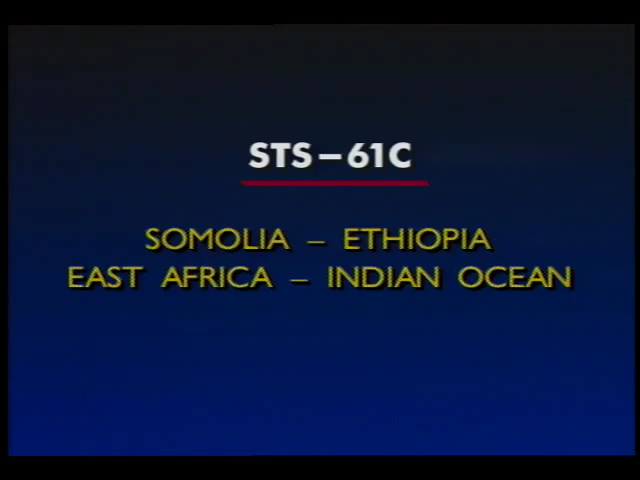 STS-61C
SOMOLIA - ETHIOPIA
EAST AFRICA - INDIAN OCEAN